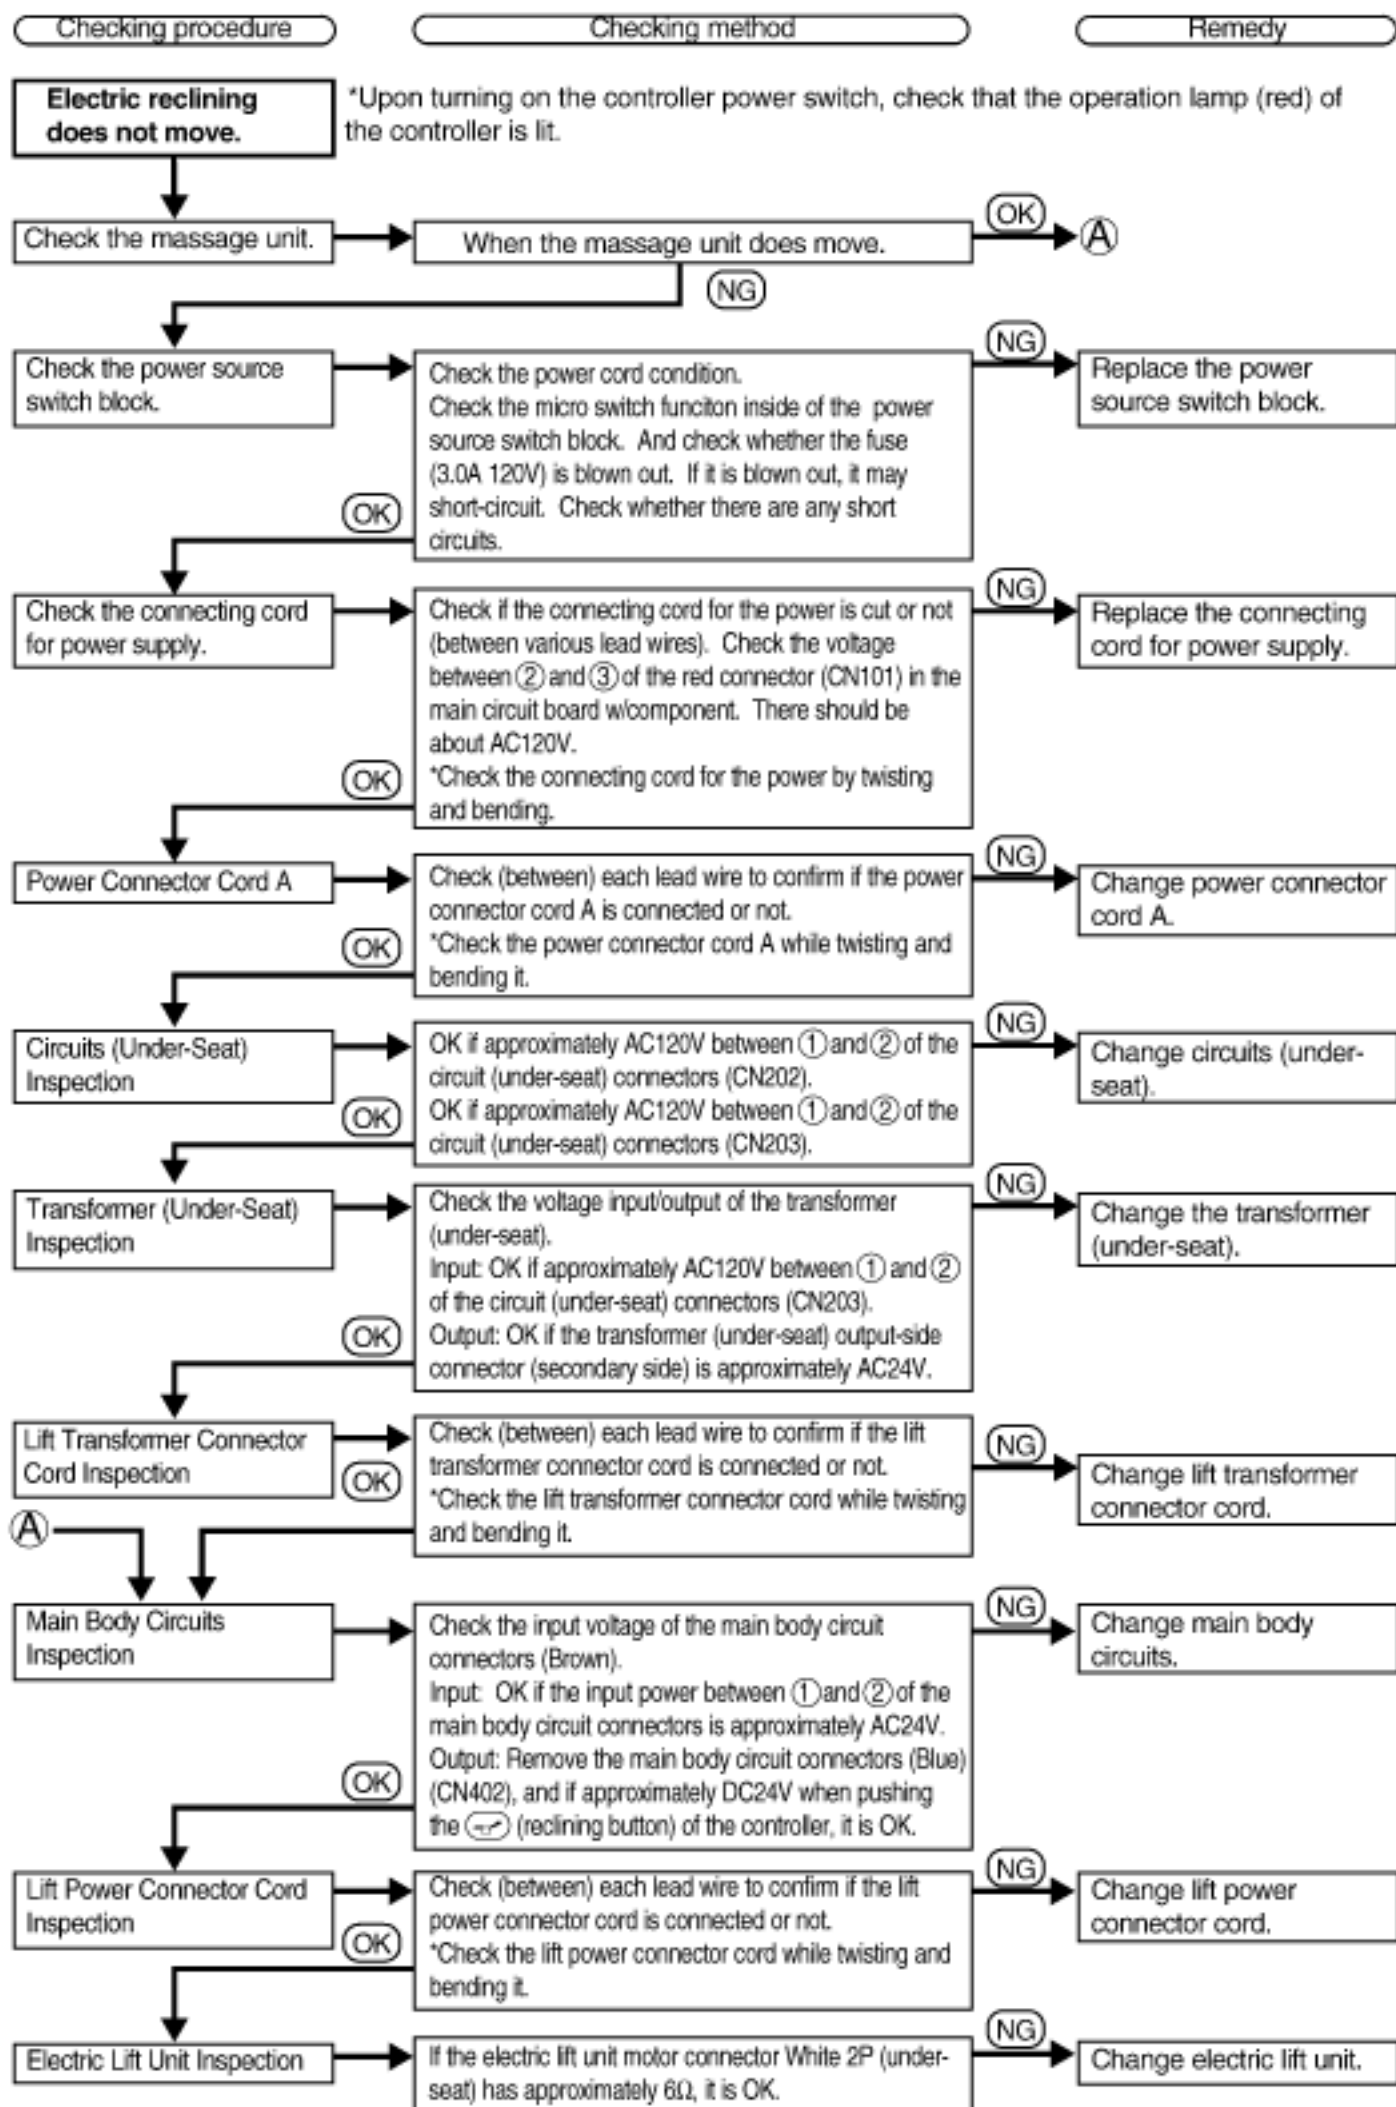 Checking procedure
Checking method
Remedy
Electric reclining
does not move.
*Upon turning on the controller power switch, check that the operation lamp (red) of
the controller is lit.
Check the massage unit.
When the massage unit does move.
OK
A
NG
Check the power source
switch block.
Check the power cord condition.
Check the micro switch funciton inside of the power
source switch block. And check whether the fuse
(3.0A 120V) is blown out. If it is blown out, it may
short-circuit. Check whether there are any short
circuits.
NG
Replace the power
source switch block.
OK
Check the connecting cord
for power supply.
Check if the connecting cord for the power is cut or not
(between various lead wires). Check the voltage
between ② and ③ of the red connector (CN101) in the
main circuit board w/component. There should be
about AC120V.
*Check the connecting cord for the power by twisting
and bending.
NG
Replace the connecting
cord for power supply.
OK
Power Connector Cord A
Check (between) each lead wire to confirm if the power
connector cord A is connected or not.
*Check the power connector cord A while twisting and
bending it.
NG
Change power connector
cord A.
OK
Circuits (Under-Seat)
Inspection
OK if approximately AC120V between ① and ② of the
circuit (under-seat) connectors (CN202).
OK if approximately AC120V between ① and ② of the
circuit (under-seat) connectors (CN203).
NG
Change circuits (under-
seat).
OK
Transformer (Under-Seat)
Inspection
Check the voltage input/output of the transformer
(under-seat).
Input: OK if approximately AC120V between ① and ②
of the circuit (under-seat) connectors (CN203).
Output: OK if the transformer (under-seat) output-side
connector (secondary side) is approximately AC24V.
NG
Change the transformer
(under-seat).
OK
Lift Transformer Connector
Cord Inspection
Check (between) each lead wire to confirm if the lift
transformer connector cord is connected or not.
*Check the lift transformer connector cord while twisting
and bending it.
NG
Change lift transformer
connector cord.
OK
A
Main Body Circuits
Inspection
Check the input voltage of the main body circuit
connectors (Brown).
Input: OK if the input power between ① and ② of the
main body circuit connectors is approximately AC24V.
Output: Remove the main body circuit connectors (Blue)
(CN402), and if approximately DC24V when pushing
the (reclining button) of the controller, it is OK.
NG
Change main body
circuits.
OK
Lift Power Connector Cord
Inspection
Check (between) each lead wire to confirm if the lift
power connector cord is connected or not.
*Check the lift power connector cord while twisting and
bending it.
NG
Change lift power
connector cord.
OK
Electric Lift Unit Inspection
If the electric lift unit motor connector White 2P (under-
seat) has approximately 6Ω, it is OK.
NG
Change electric lift unit.